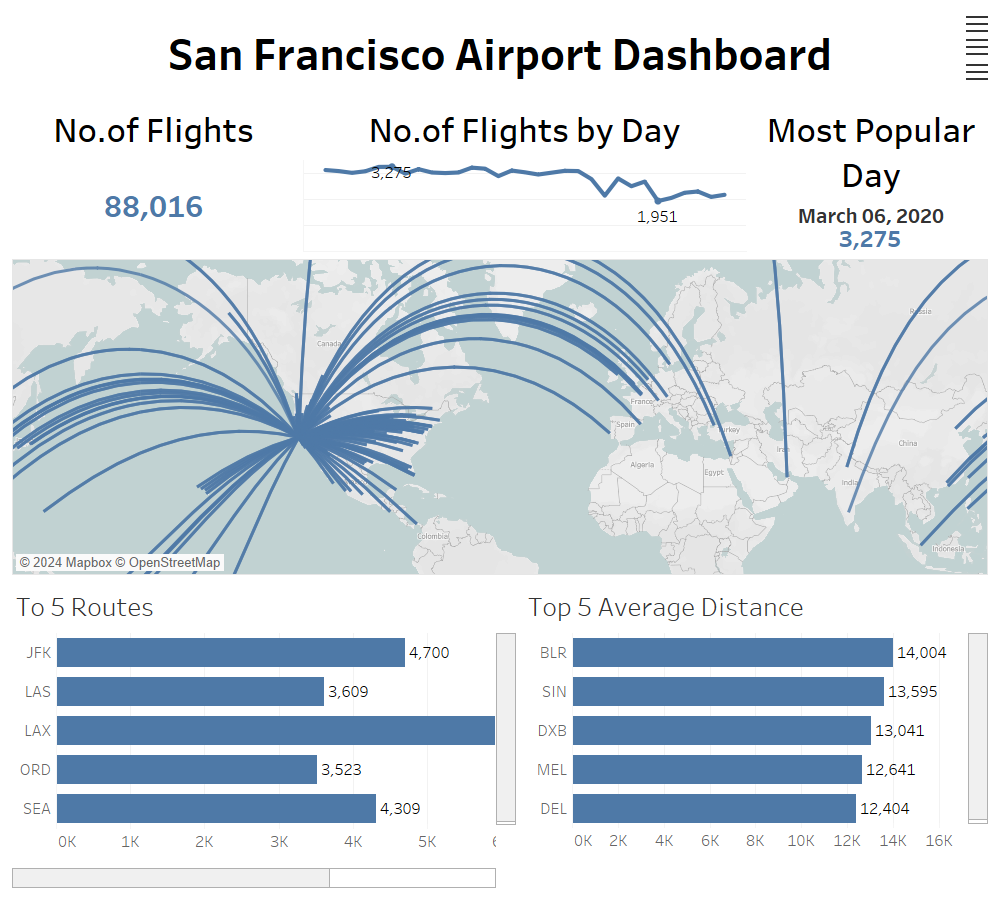 San Francisco Airport Dashboard
No.of Flights
No.of Flights by Day
Most Popular
Day
3,275
1,951
88,016
March 06, 2020
3,275
Canada
Russia
France
Spain
Turkey
Iran
China
Algeria
Egypt
India
Colombia
Indonesia
© 2024 Mapbox © OpenStreetMap
To 5 Routes
JFK 4,700
LAS 3,609
LAX
ORD 3,523
SEA 4,309
0K 1K 2K 3K 4K 5K
Top 5 Average Distance
BLR 14,004
SIN 13,595
DXB 13,041
MEL 12,641
DEL 12,404
0K 2K 4K 6K 8K 10K 12K 14K 16K